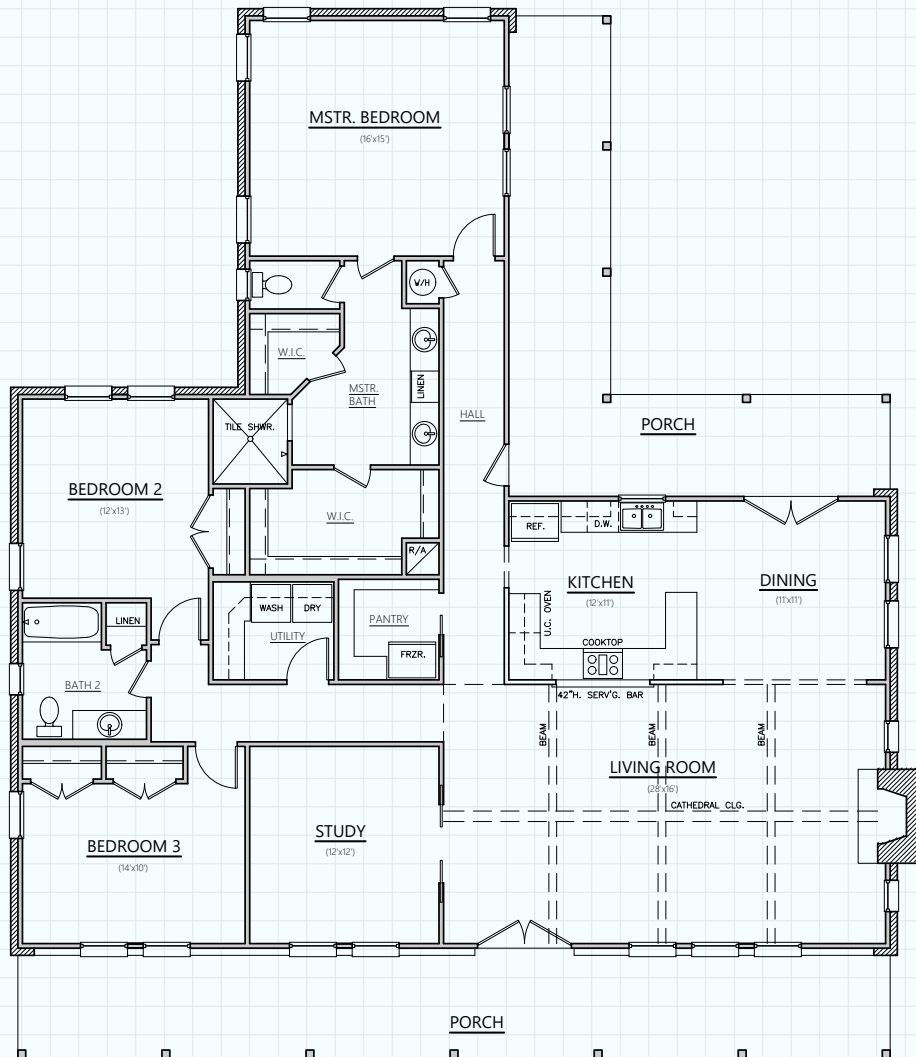 MSTR. BEDROOM
(16'x15')
W/H
W.I.C.
MSTR.
BATH
LINEN
HALL
TILE SHWR.
PORCH
BEDROOM 2
(12'x13')
W.I.C.
R/A
REF.
D.W.
KITCHEN
(12'x11')
DINING
(11'x11')
WASH
DRY
UTILITY
PANTRY
FRZR.
U.C. OVEN
COOKTOP
LINEN
BATH 2
42"H. SERV'G. BAR
BEAM
BEAM
BEAM
LIVING ROOM
(28'x16')
CATHEDRAL CLG.
STUDY
(12'x12')
BEDROOM 3
(14'x10')
PORCH